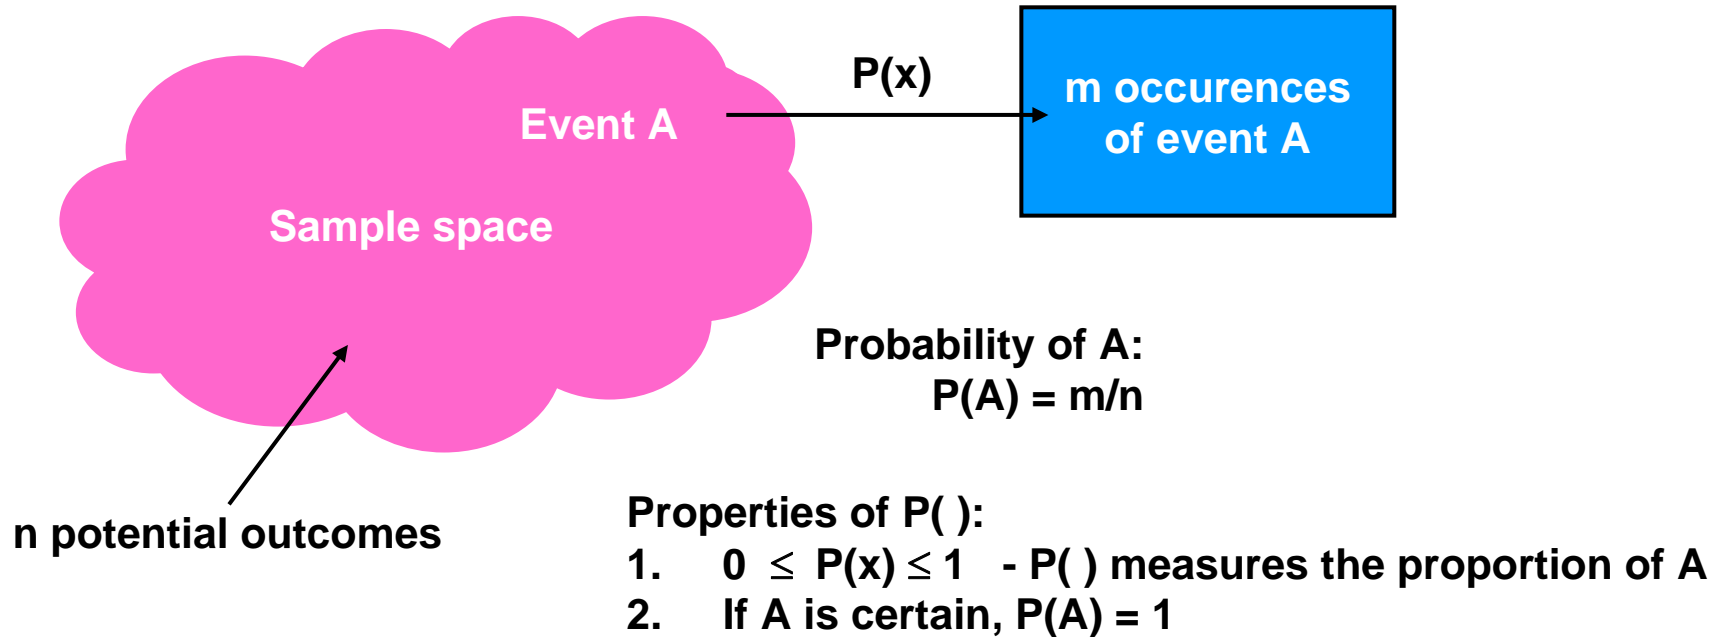 P(x)
m occurences
of event A
Event A
Sample space
Probability of A:
P(A) = m/n
n potential outcomes
Properties of P( ):
1. 0 ≤ P(x) ≤ 1 - P( ) measures the proportion of A
2. If A is certain, P(A) = 1